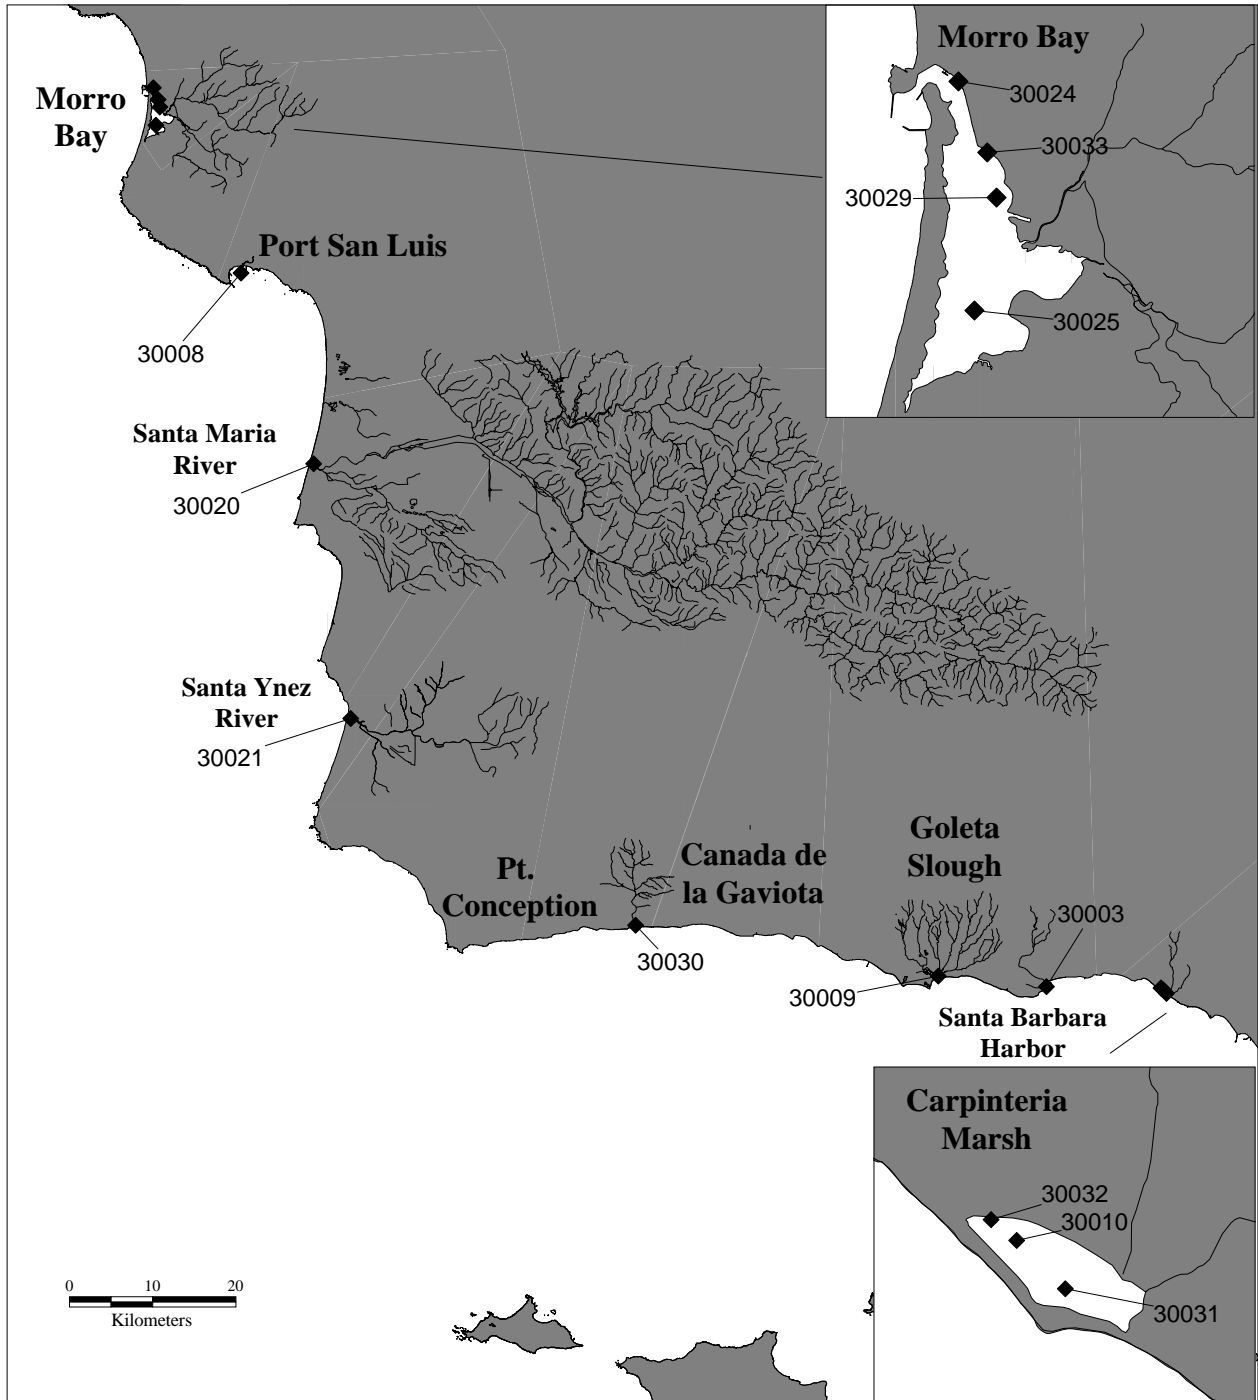 Morro Bay
30024
30033
30029
30025
Morro
Bay
Port San Luis
30008
Santa Maria
River
30020
Santa Ynez
River
30021
Pt.
Conception
Canada de
la Gaviota
30030
Goleta
Slough
30009
30003
Santa Barbara
Harbor
Carpinteria
Marsh
30032
30010
30031
0 10 20
Kilometers